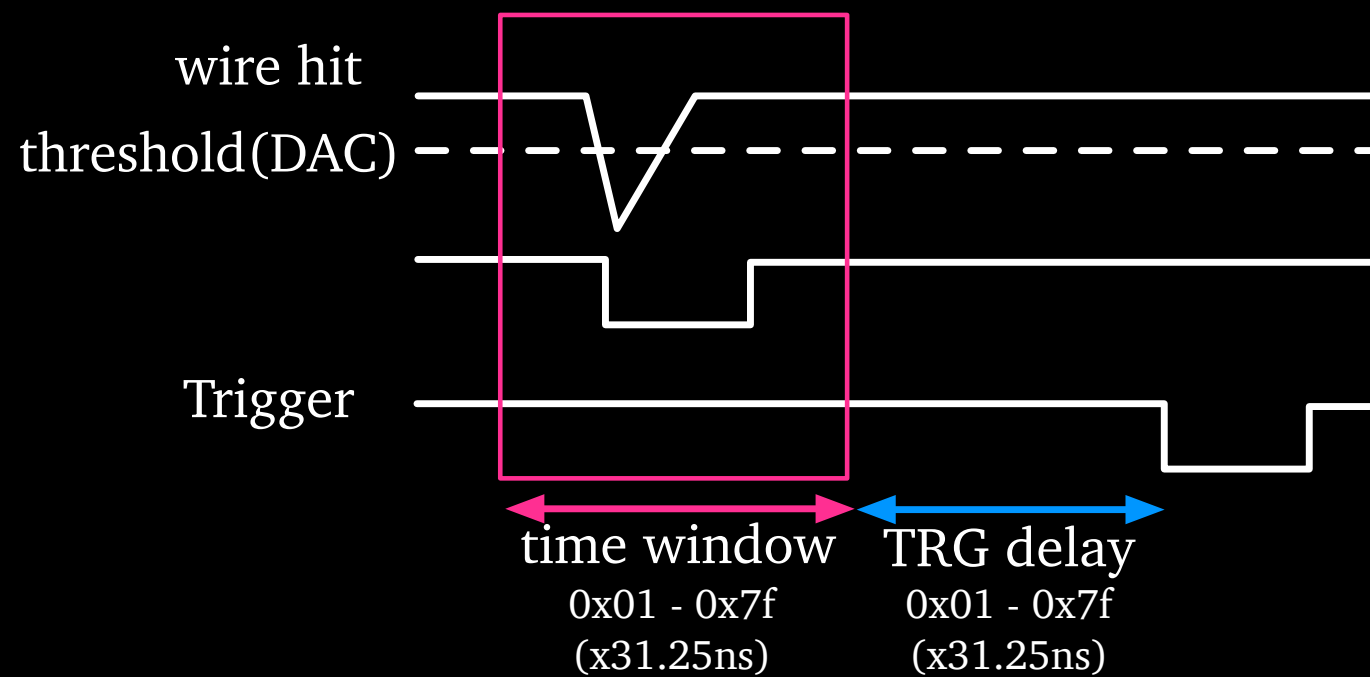 wire hit
threshold(DAC)
Trigger
time window
0x01 - 0x7f
(x31.25ns)
TRG delay
0x01 - 0x7f
(x31.25ns)